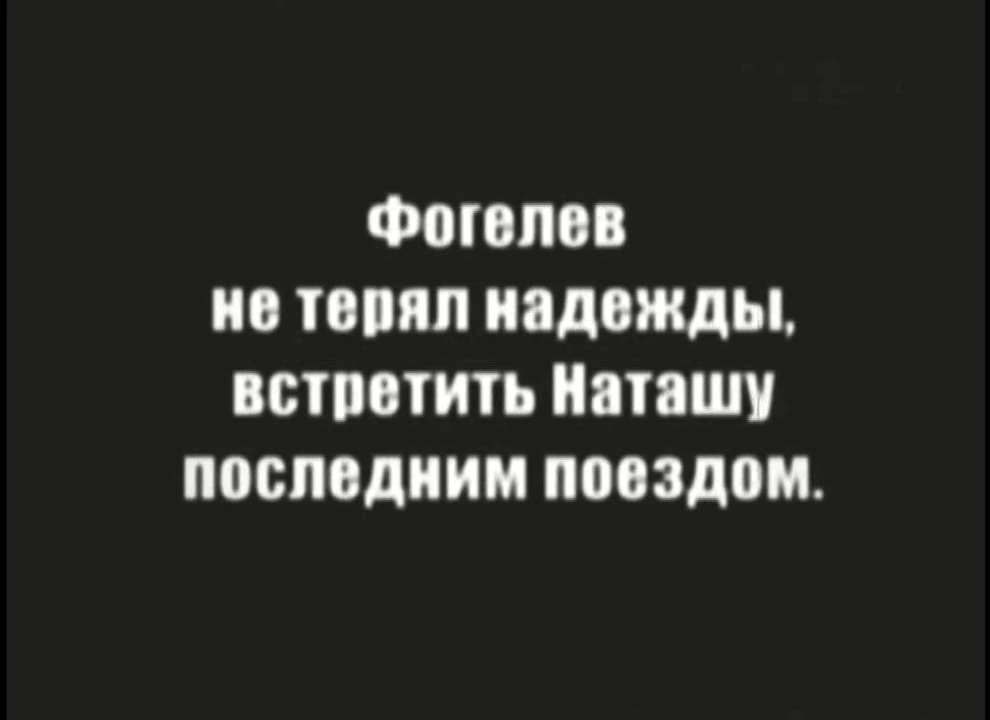 Фогелев
не терял надежды,
встретить Наташу
последним поездом.